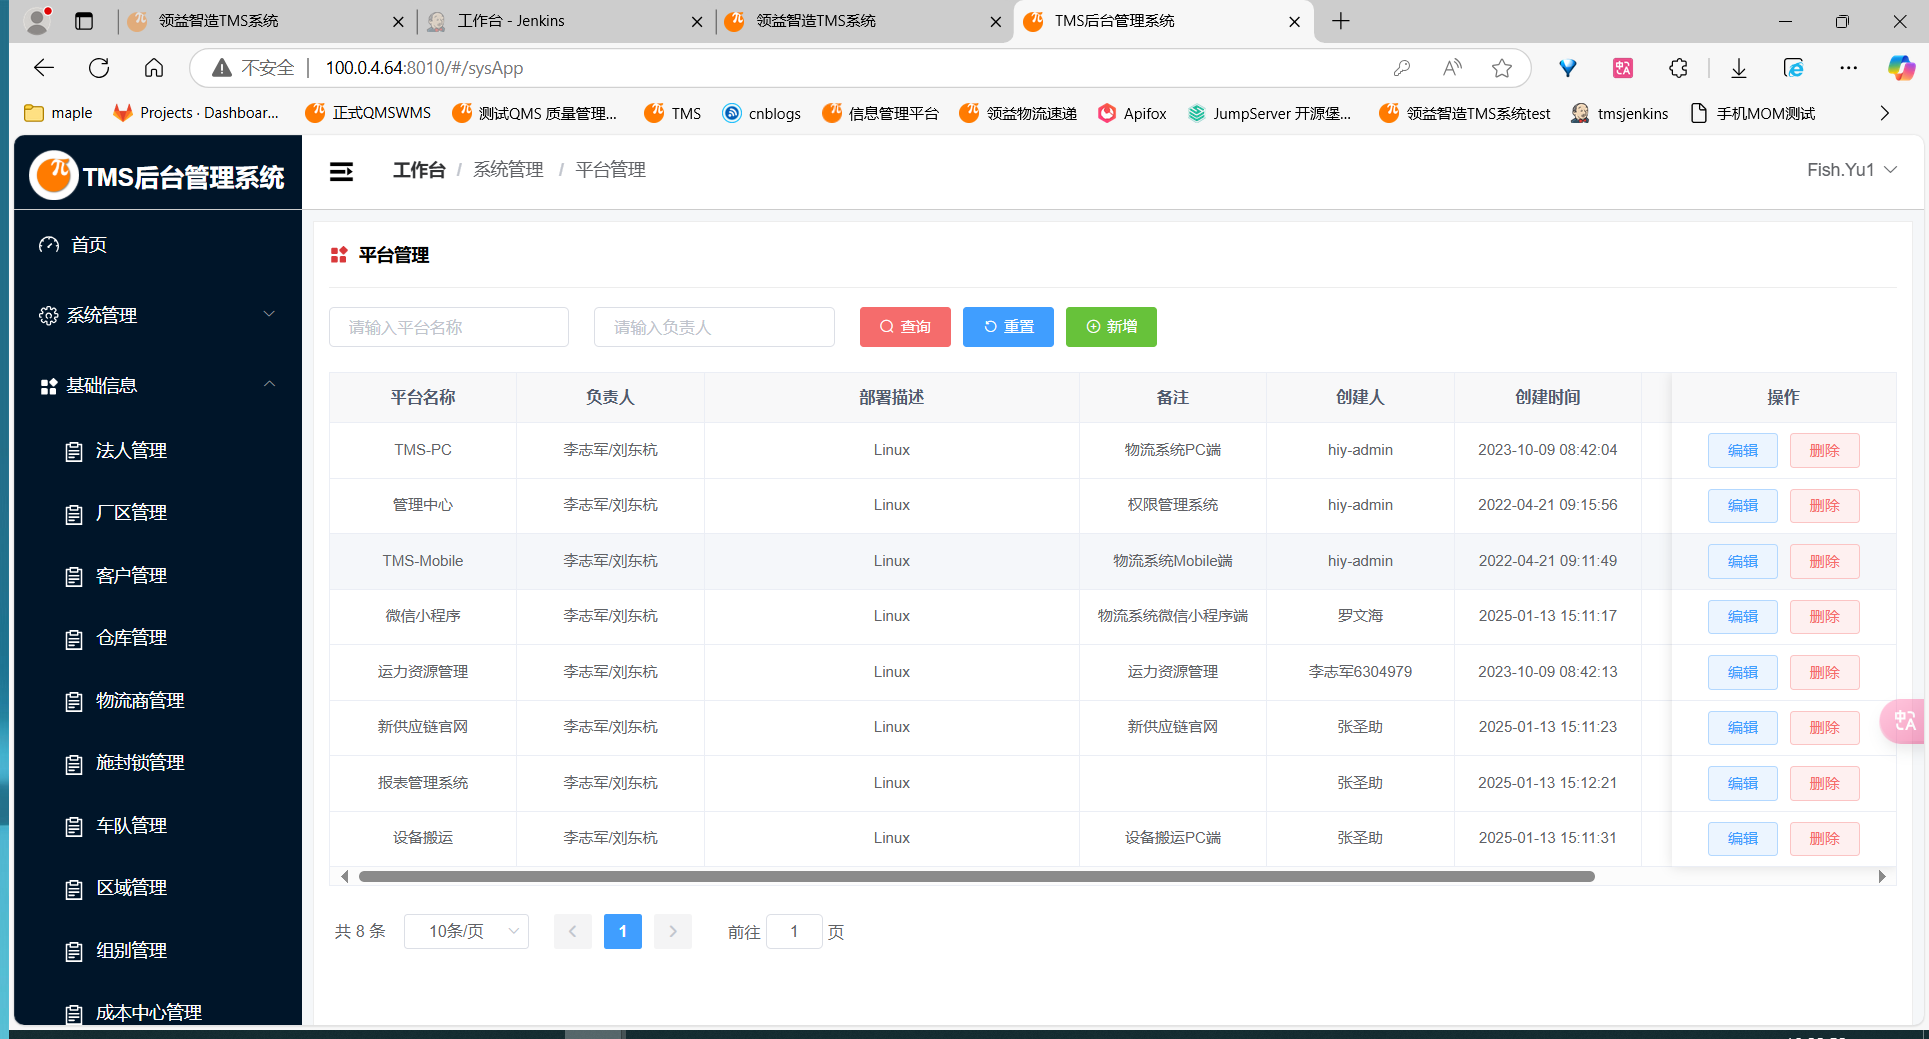 领益智造TMS系统
工作台 - Jenkins
领益智造TMS系统
TMS后台管理系统
不安全 100.0.4.64:8010/#/sysApp
maple Projects · Dashboar... 正式QMSWMS 测试QMS 质量管理... TMS cnblogs 信息管理平台 领益物流速递 Apifox JumpServer 开源堡... 领益智造TMS系统test tmsjenkins 手机MOM测试
TMS后台管理系统
工作台 / 系统管理 / 平台管理
Fish.Yu1
首页
系统管理
基础信息
法人管理
厂区管理
客户管理
仓库管理
物流商管理
施封锁管理
车队管理
区域管理
组别管理
成本中心管理
平台管理
请输入平台名称 请输入负责人 查询 重置 新增
平台名称 负责人 部署描述 备注 创建人 创建时间 操作
TMS-PC 李志军/刘东杭 Linux 物流系统PC端 hiy-admin 2023-10-09 08:42:04 编辑 删除
管理中心 李志军/刘东杭 Linux 权限管理系统 hiy-admin 2022-04-21 09:15:56 编辑 删除
TMS-Mobile 李志军/刘东杭 Linux 物流系统Mobile端 hiy-admin 2022-04-21 09:11:49 编辑 删除
微信小程序 李志军/刘东杭 Linux 物流系统微信小程序端 罗文海 2025-01-13 15:11:17 编辑 删除
运力资源管理 李志军/刘东杭 Linux 运力资源管理 李志军6304979 2023-10-09 08:42:13 编辑 删除
新供应链官网 李志军/刘东杭 Linux 新供应链官网 张圣助 2025-01-13 15:11:23 编辑 删除
报表管理系统 李志军/刘东杭 Linux 张圣助 2025-01-13 15:12:21 编辑 删除
设备搬运 李志军/刘东杭 Linux 设备搬运PC端 张圣助 2025-01-13 15:11:31 编辑 删除
共 8 条 10条/页 1 前往 1 页